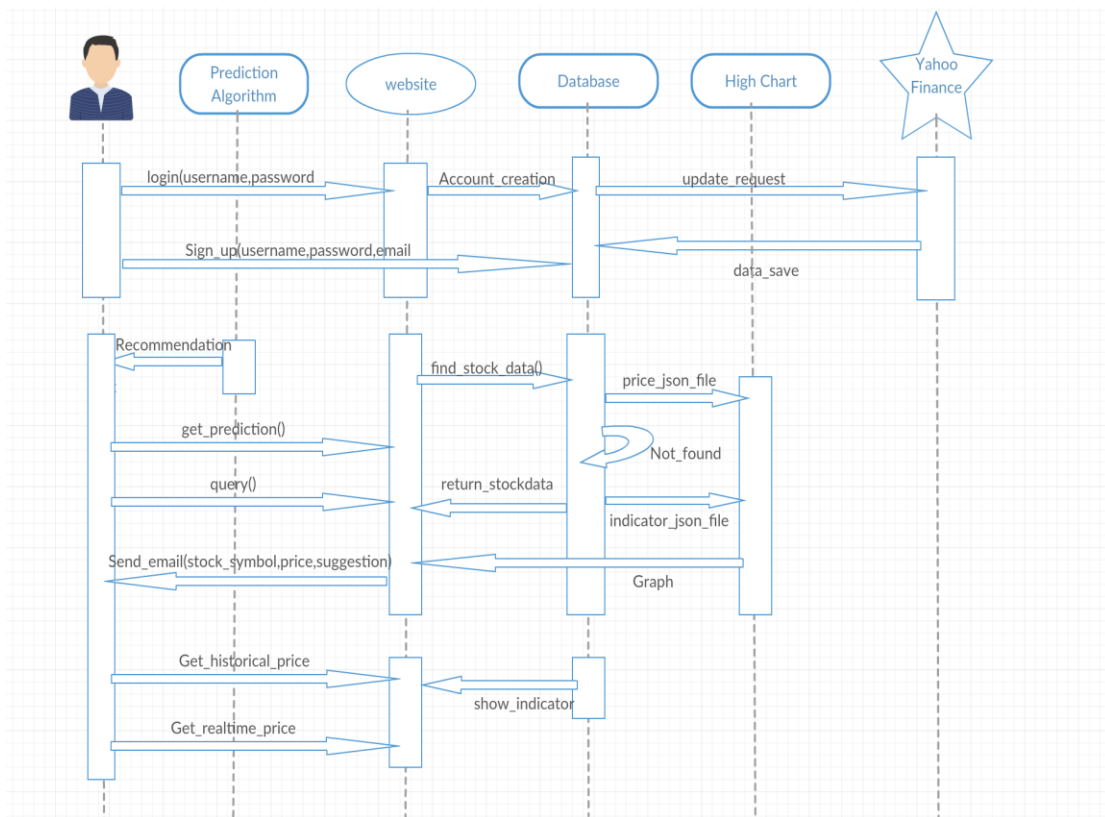 Prediction
Algorithm
website
Database
High Chart
Yahoo
Finance
login(username,password
Account_creation
update_request
Sign_up(username,password,email
data_save
Recommendation
find_stock_data()
price_json_file
get_prediction()
Not_found
query()
return_stockdata
indicator_json_file
Send_email(stock_symbol,price,suggestion)
Graph
Get_historical_price
show_indicator
Get_realtime_price